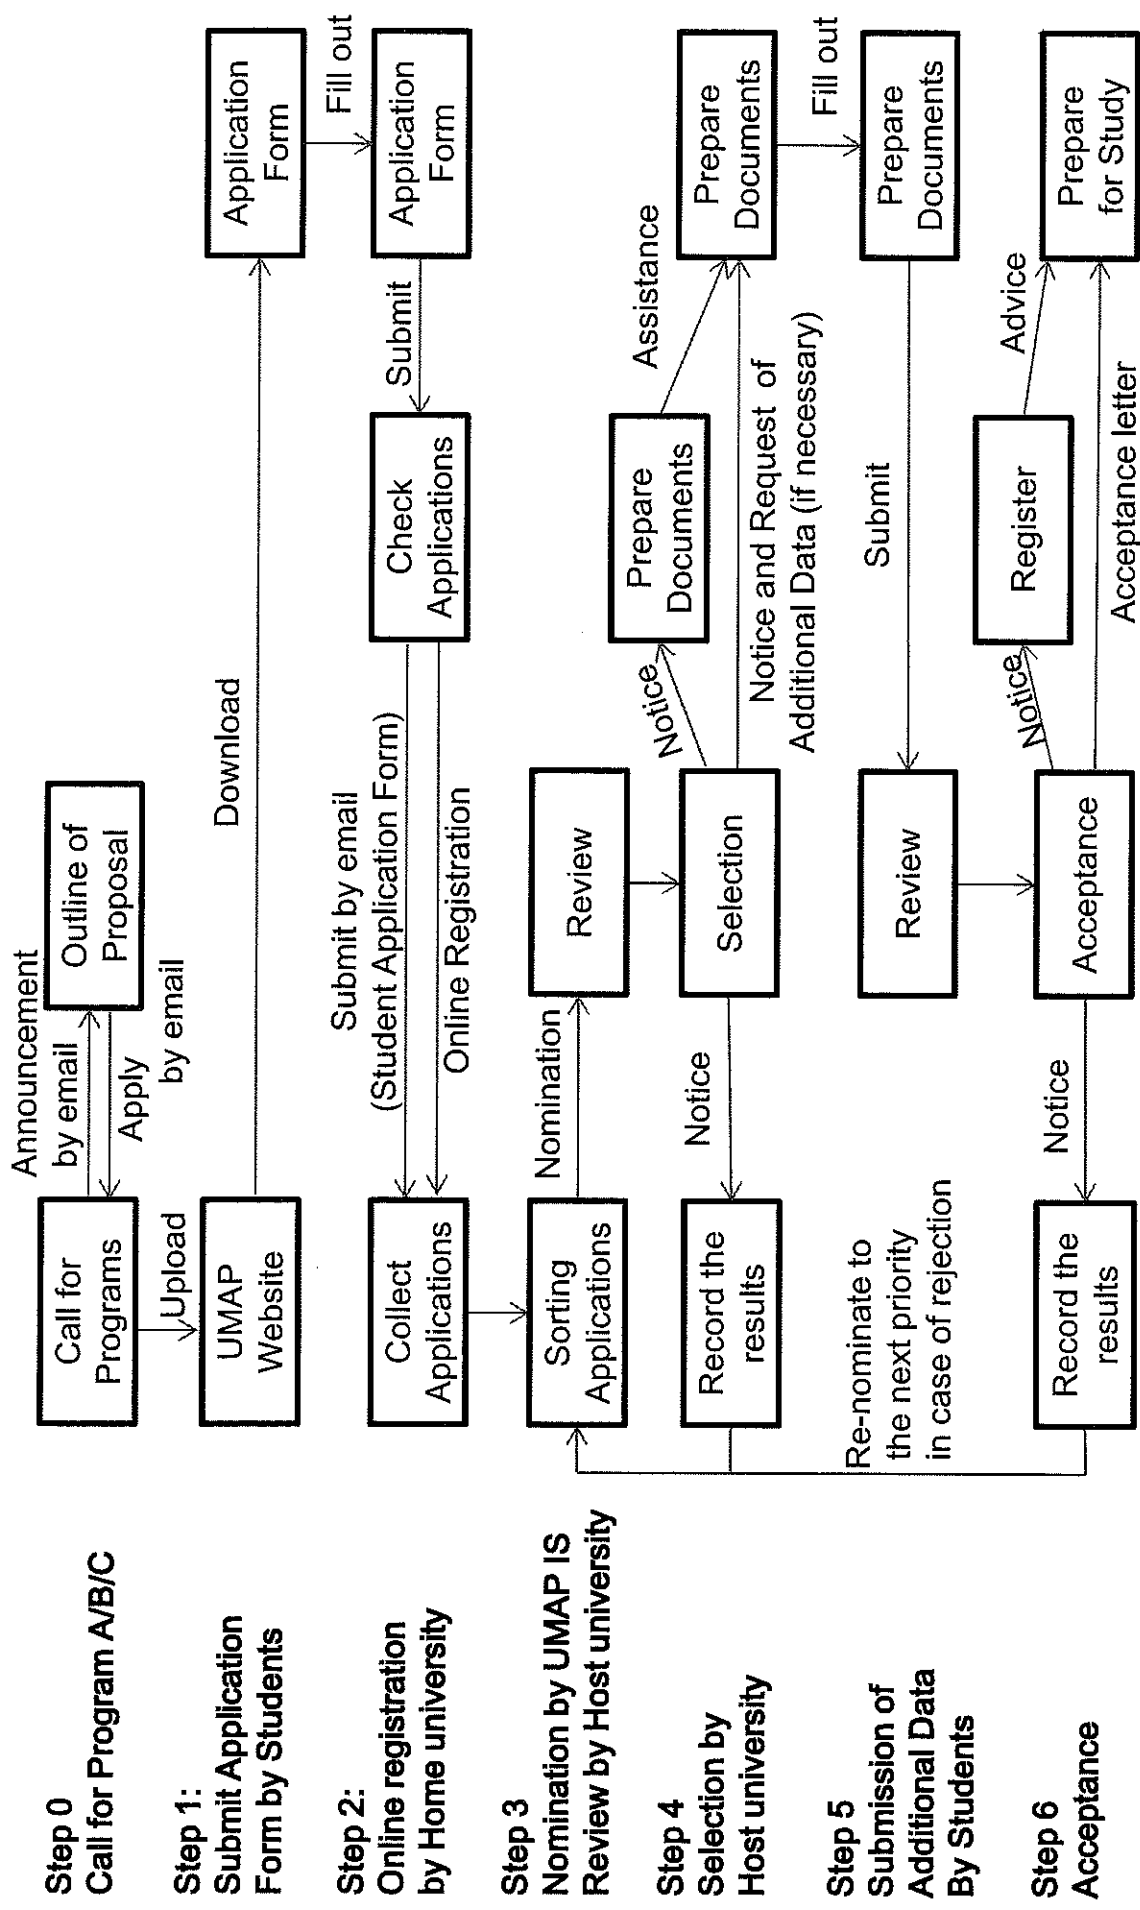 Step 0
Call for Program A/B/C
Call for
Programs
Announcement
by email
Apply
by email
Outline of
Proposal
Upload
Step 1:
Submit Application
Form by Students
UMAP
Website
Download
Application
Form
Fill out
Step 2:
Online registration
by Home university
Collect
Applications
Submit by email
(Student Application Form)
Online Registration
Check
Applications
Submit
Application
Form
Step 3
Nomination by UMAP IS
Review by Host university
Sorting
Applications
Nomination
Review
Step 4
Selection by
Host university
Record the
results
Notice
Selection
Notice
Prepare
Documents
Assistance
Prepare
Documents
Notice and Request of
Additional Data (if necessary)
Fill out
Step 5
Submission of
Additional Data
By Students
Re-nominate to
the next priority
in case of rejection
Review
Submit
Prepare
Documents
Step 6
Acceptance
Record the
results
Notice
Acceptance
Notice
Register
Advice
Prepare
for Study
Acceptance letter